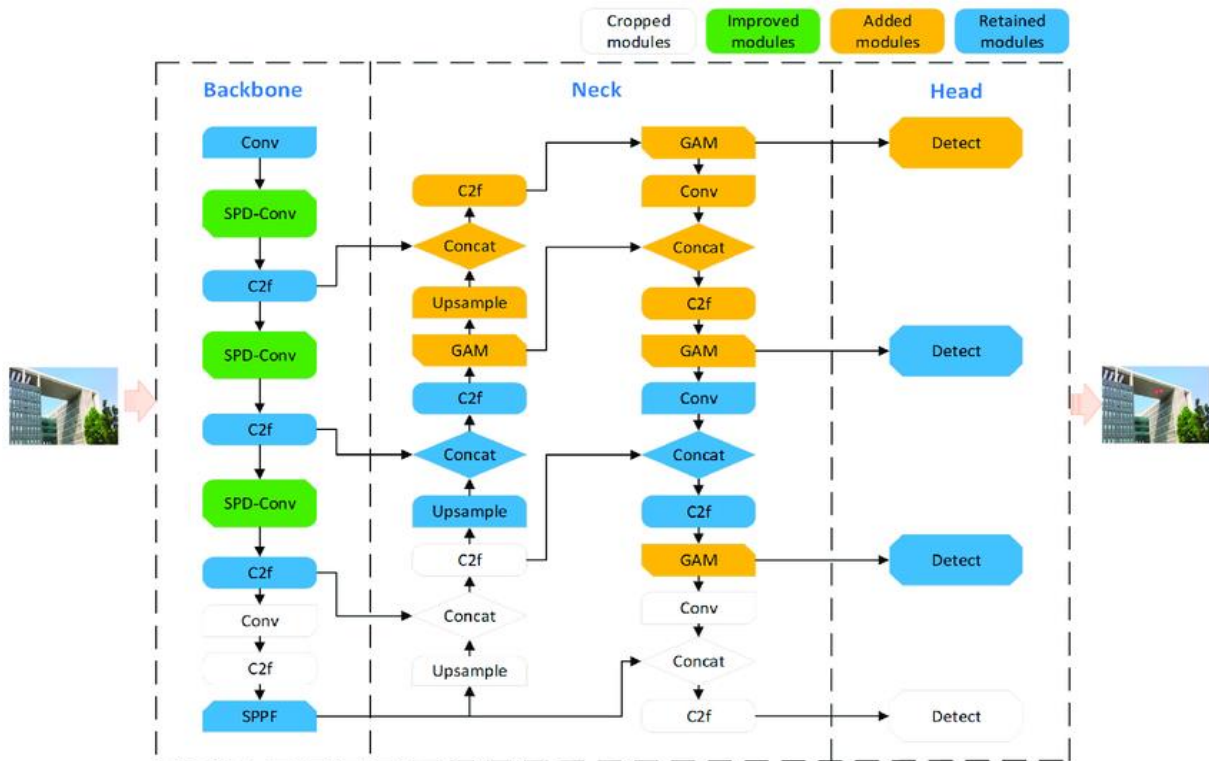 Cropped
modules
Improved
modules
Added
modules
Retained
modules
Backbone
Conv
SPD-Conv
C2f
SPD-Conv
C2f
SPD-Conv
C2f
Conv
C2f
SPPF
Neck
C2f
Concat
Upsample
GAM
C2f
Concat
Upsample
C2f
Concat
Upsample
GAM
Conv
Concat
C2f
GAM
Conv
Concat
C2f
GAM
Conv
Concat
C2f
Head
Detect
Detect
Detect
Detect